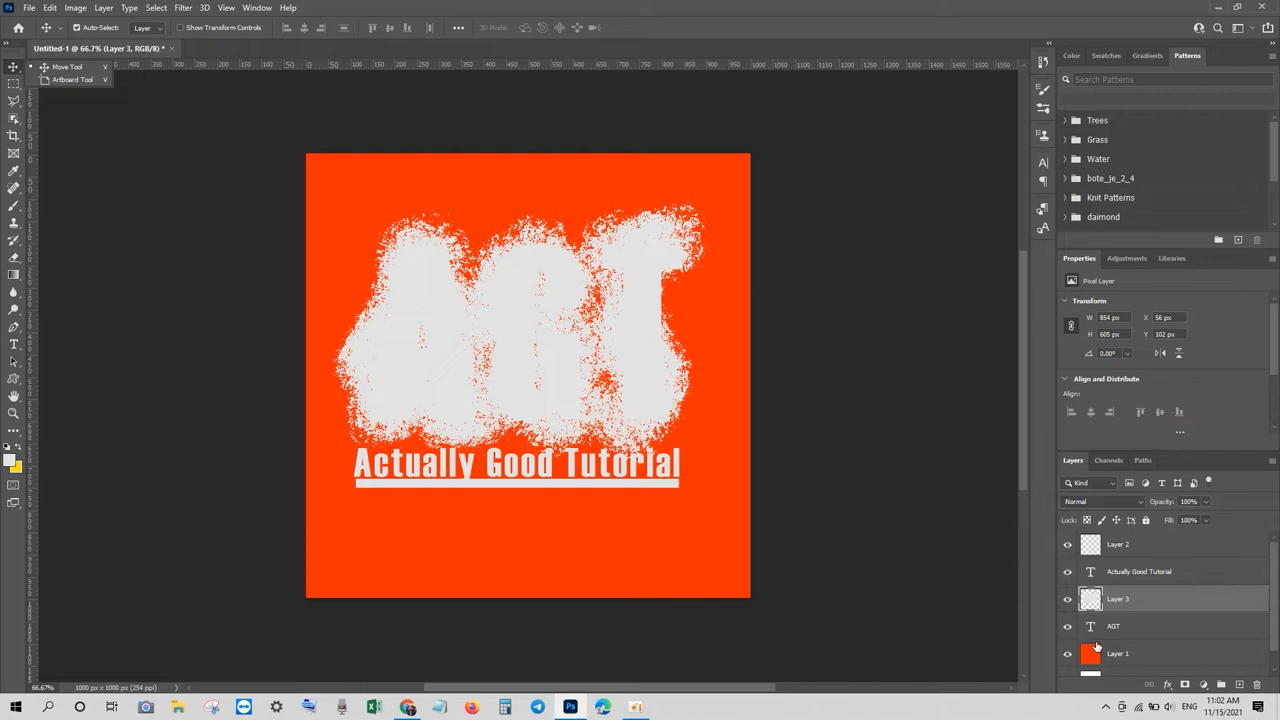 Ps File Edit Image Layer Type Select Filter 3D View Window Help
Auto-Select: Layer Show Transform Controls 3D Mode:
Untitled-1 @ 66.7% (Layer 3, RGB/8) *
Move Tool V
Artboard Tool V
Color Swatches Gradients Patterns
Search Patterns
Trees
Grass
Water
bote_je_2_4
Knit Patterns
daimond
Properties Adjustments Libraries
Pixel Layer
Transform
W 854 px X 56 px
H 605 px Y 102 px
0.00°
Align and Distribute
Align:
AGT
Actually Good Tutorial
Layers Channels Paths
Kind
Normal Opacity: 100%
Lock: Fill: 100%
Layer 2
T Actually Good Tutorial
Layer 3
T AGT
Layer 1
66.67% 1000 px x 1000 px (254 ppi)
11:02 AM
11/15/2021